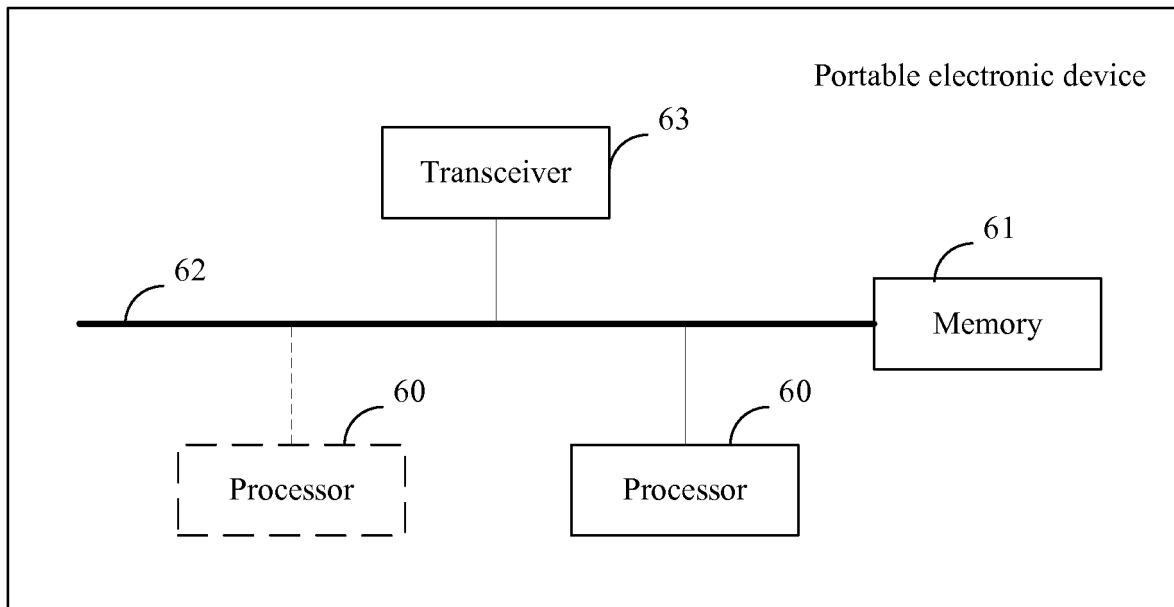 Portable electronic device
63
Transceiver
61
62
Memory
60
60
Processor
Processor